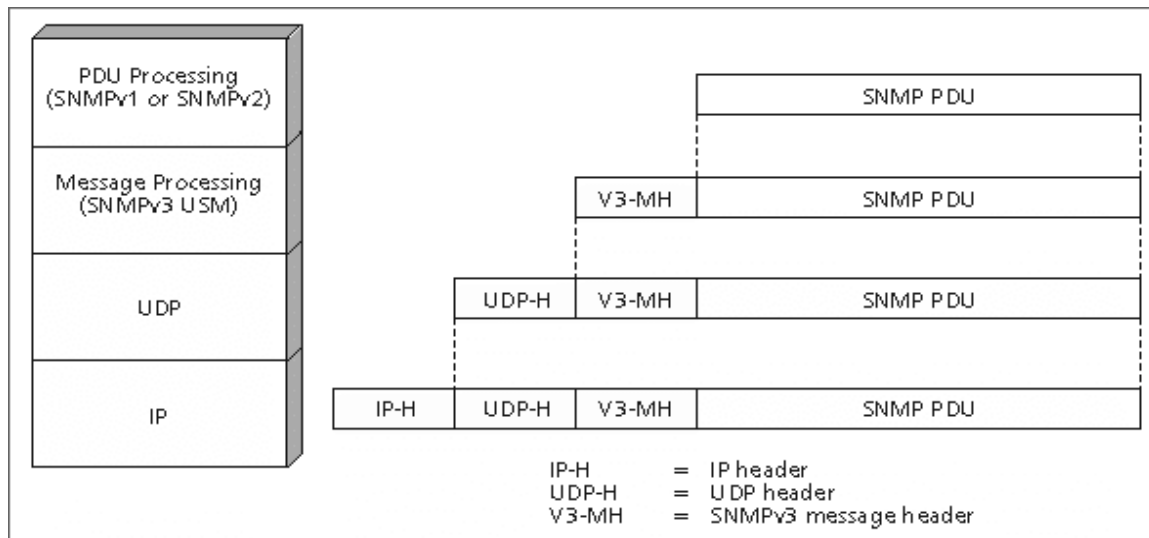 PDU Processing
(SNMPv1 or SNMPv2)
SNMP PDU
Message Processing
(SNMPv3 USM)
V3-MH SNMP PDU
UDP
UDP-H V3-MH SNMP PDU
IP
IP-H UDP-H V3-MH SNMP PDU
IP-H = IP header
UDP-H = UDP header
V3-MH = SNMPv3 message header